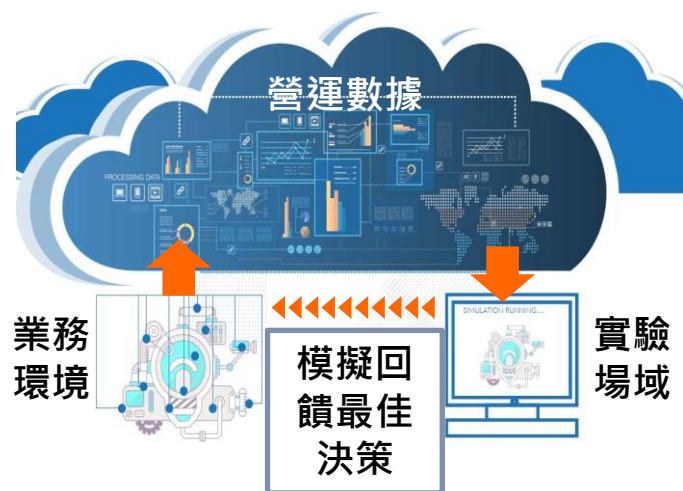 營運數據
PROCESSING DATA
SIMULATION RUNNING....
業務
環境
模擬回
饋最佳
決策
實驗
場域